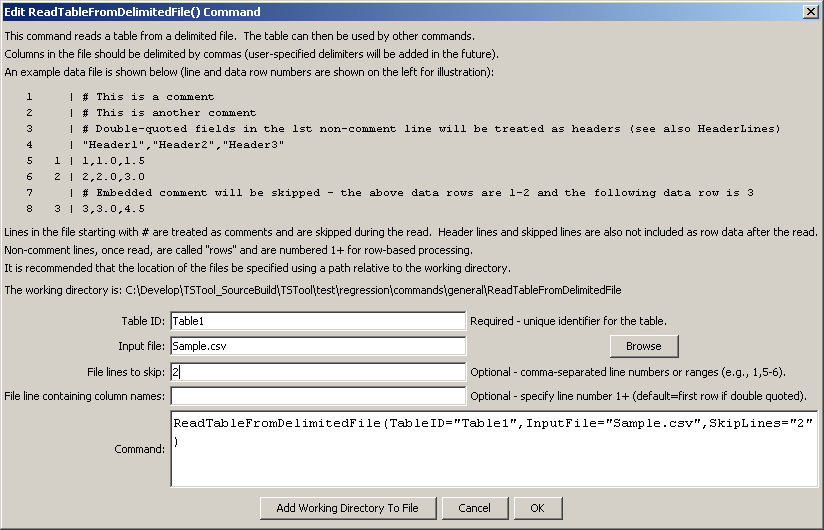 Edit ReadTableFromDelimitedFile() Command
This command reads a table from a delimited file. The table can then be used by other commands.
Columns in the file should be delimited by commas (user-specified delimiters will be added in the future).
An example data file is shown below (line and data row numbers are shown on the left for illustration):
1 | # This is a comment
2 | # This is another comment
3 | # Double-quoted fields in the 1st non-comment line will be treated as headers (see also HeaderLines)
4 | "Header1","Header2","Header3"
5 1 | 1,1.0,1.5
6 2 | 2,2.0,3.0
7 | # Embedded comment will be skipped - the above data rows are 1-2 and the following data row is 3
8 3 | 3,3.0,4.5
Lines in the file starting with # are treated as comments and are skipped during the read. Header lines and skipped lines are also not included as row data after the read.
Non-comment lines, once read, are called "rows" and are numbered 1+ for row-based processing.
It is recommended that the location of the files be specified using a path relative to the working directory.
The working directory is: C:\Develop\TSTool_SourceBuild\TSTool\test\regression\commands\general\ReadTableFromDelimitedFile
Table ID: Table1 Required - unique identifier for the table.
Input file: Sample.csv Browse
File lines to skip: 2 Optional - comma-separated line numbers or ranges (e.g., 1,5-6).
File line containing column names: Optional - specify line number 1+ (default=first row if double quoted).
Command: ReadTableFromDelimitedFile(TableID="Table1",InputFile="Sample.csv",SkipLines="2"
)
Add Working Directory To File Cancel OK